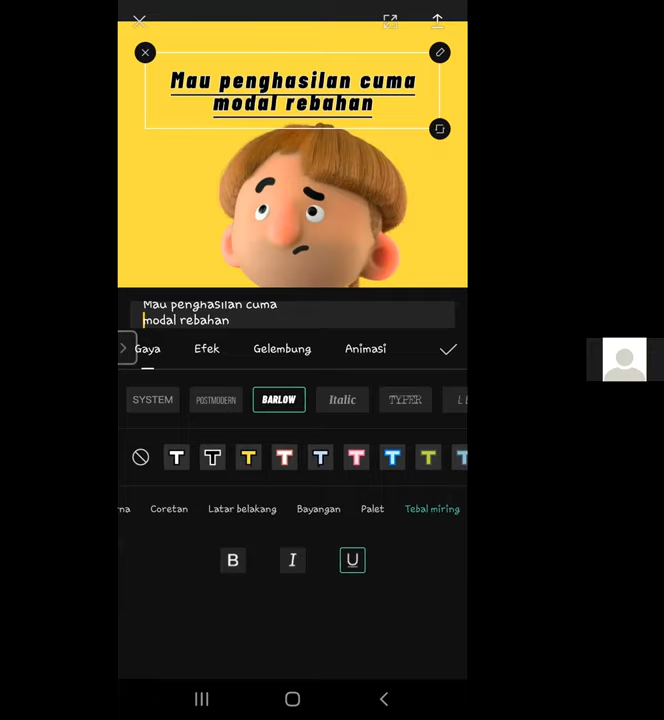 Mau penghasilan cuma
modal rebahan
Mau penghasilan cuma
modal rebahan
Gaya Efek Gelembung Animasi
SYSTEM POSTMODERN BARLOW Italic TYPER
T T T T T T T T T
Coretan Latar belakang Bayangan Palet Tebal miring
B I U